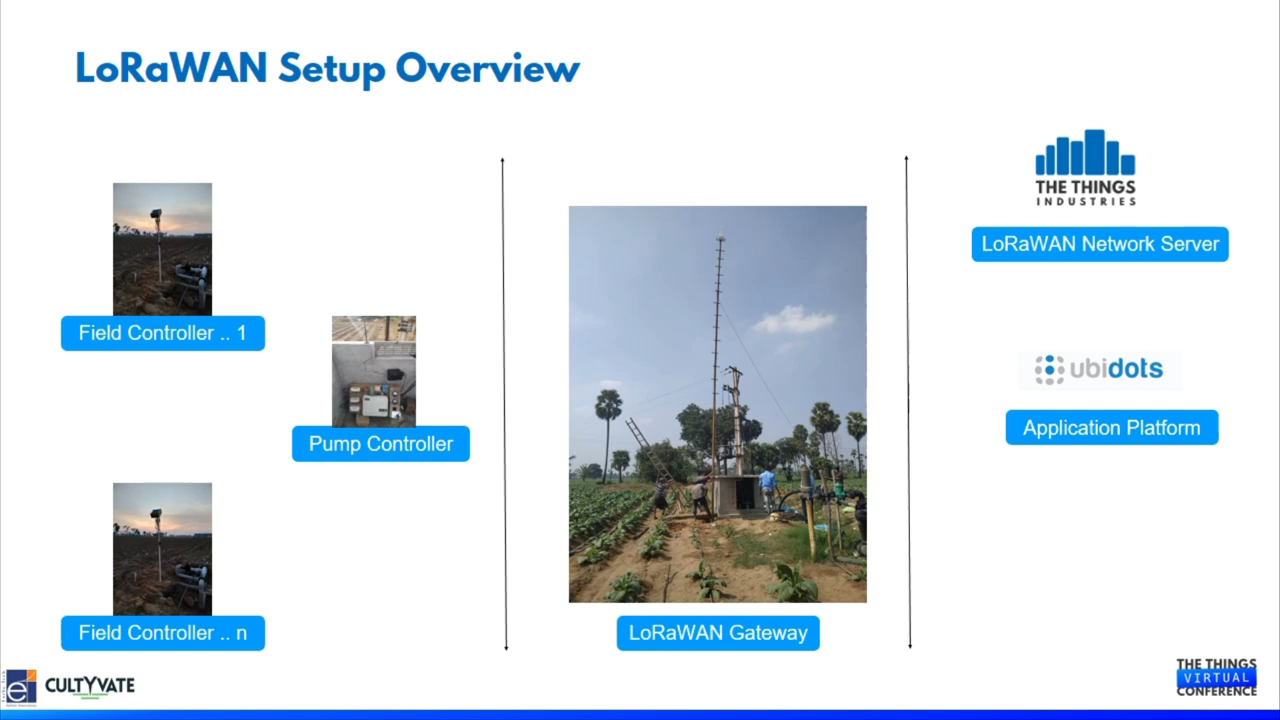 LoRaWAN Setup Overview
Field Controller .. 1
Pump Controller
Field Controller .. n
LoRaWAN Gateway
THE THINGS
INDUSTRIES
LoRaWAN Network Server
ubidots
Application Platform
e
CULTYVATE
THE THINGS
VIRTUAL
CONFERENCE